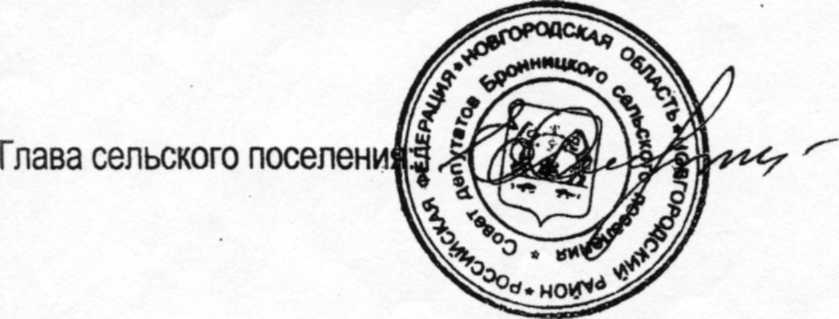 Глава сельского поселения
РОССИЙСКАЯ ФЕДЕРАЦИЯ * НОВГОРОДСКАЯ ОБЛАСТЬ * НОВГОРОДСКИЙ РАЙОН *
Совет депутатов Бронницкого сельского поселения *